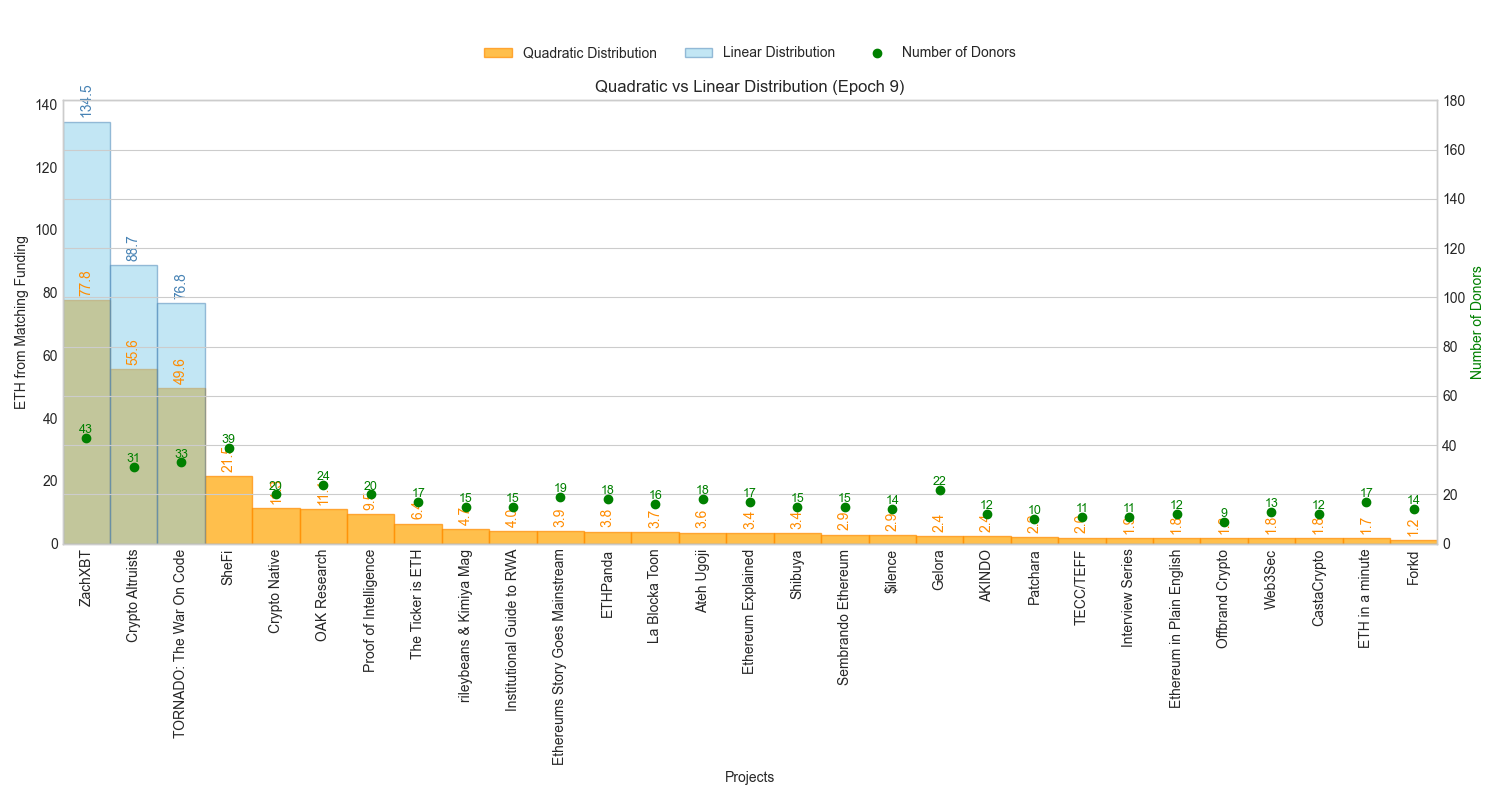 Quadratic Distribution
Linear Distribution
Number of Donors
Quadratic vs Linear Distribution (Epoch 9)
ETH from Matching Funding
140
120
100
80
60
40
20
0
180
160
140
120
100
80
60
40
20
0
Number of Donors
134.5
88.7
76.8
77.8
55.6
49.6
21.5
9.5
4.0
3.9
3.8
3.7
3.6
3.4
3.4
2.9
2.9
2.4
2.4
1.8
1.8
1.8
1.7
1.2
43
31
33
39
20
24
20
17
15
15
19
18
16
18
17
15
15
14
22
12
10
11
11
12
9
13
12
17
14
ZachXBT
Crypto Altruists
TORNADO: The War On Code
SheFi
Crypto Native
OAK Research
Proof of Intelligence
The Ticker is ETH
rileybeans & Kimiya Mag
Institutional Guide to RWA
Ethereums Story Goes Mainstream
ETHPanda
La Blocka Toon
Ateh Ugoji
Ethereum Explained
Shibuya
Sembrando Ethereum
$ilence
Gelora
AKINDO
Patchara
TECC/TEFF
Interview Series
Ethereum in Plain English
Offbrand Crypto
Web3Sec
CastaCrypto
ETH in a minute
Forkd
Projects